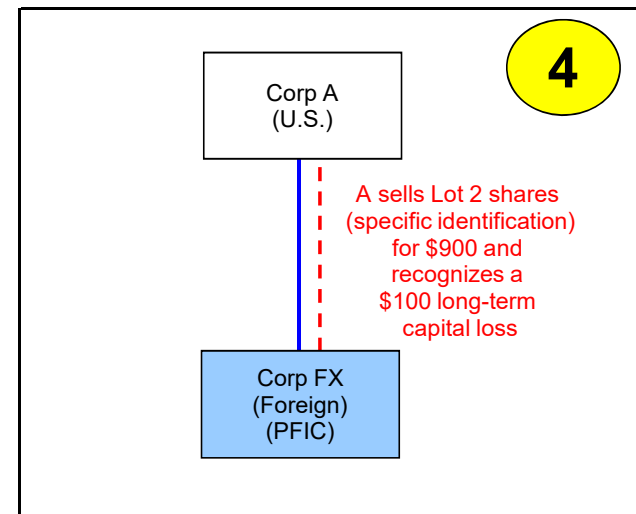 4
Corp A
(U.S.)
A sells Lot 2 shares
(specific identification)
for $900 and
recognizes a
$100 long-term
capital loss
Corp FX
(Foreign)
(PFIC)